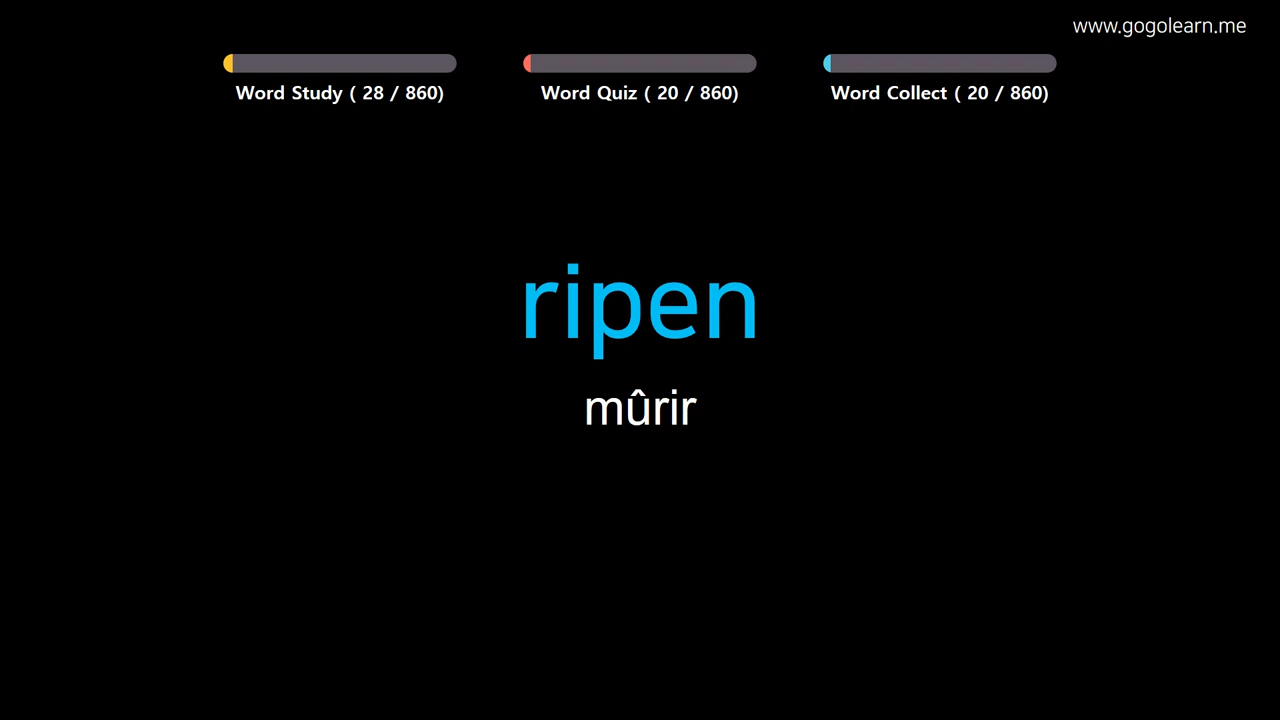 www.gogolearn.me
Word Study ( 28 / 860)
Word Quiz ( 20 / 860)
Word Collect ( 20 / 860)
ripen
mûrir